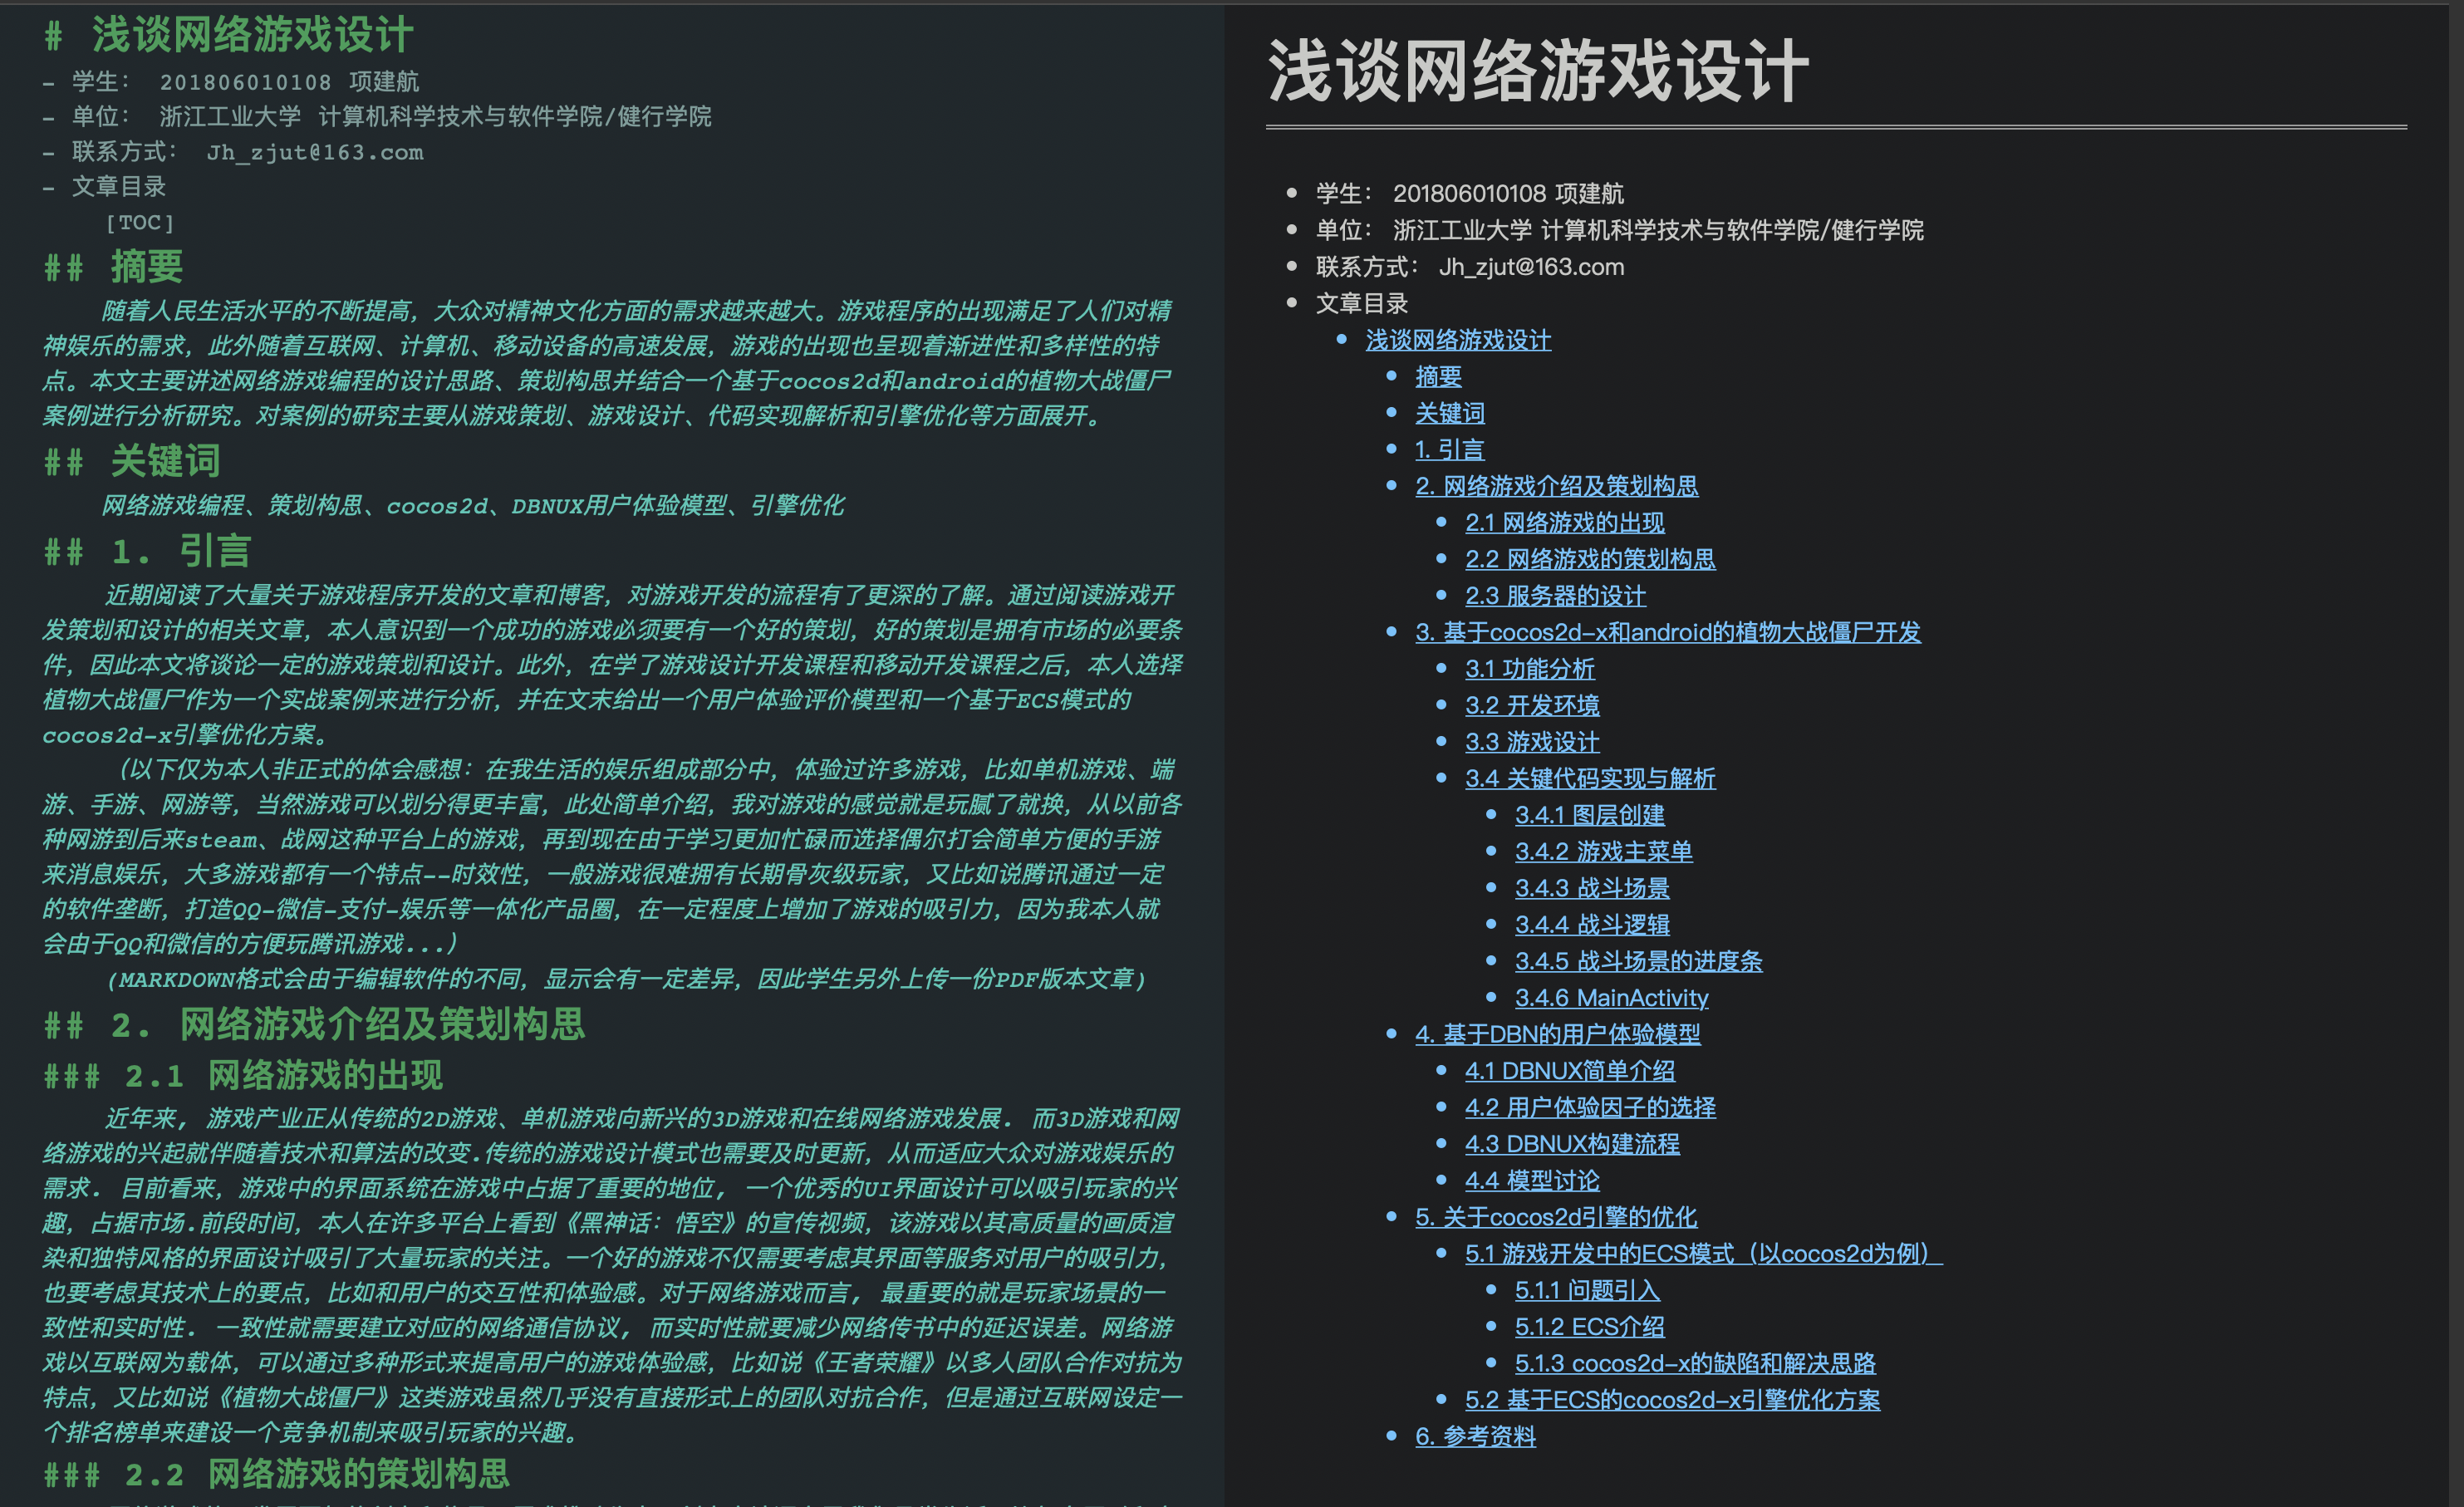 # 浅谈网络游戏设计
- 学生： 201806010108 项建航
- 单位： 浙江工业大学 计算机科学技术与软件学院/健行学院
- 联系方式： Jh_zjut@163.com
- 文章目录
[TOC]
## 摘要
随着人民生活水平的不断提高，大众对精神文化方面的需求越来越大。游戏程序的出现满足了人们对精
神娱乐的需求，此外随着互联网、计算机、移动设备的高速发展，游戏的出现也呈现着渐进性和多样性的特
点。本文主要讲述网络游戏编程的设计思路、策划构思并结合一个基于cocos2d和android的植物大战僵尸
案例进行分析研究。对案例的研究主要从游戏策划、游戏设计、代码实现解析和引擎优化等方面展开。
## 关键词
网络游戏编程、策划构思、cocos2d、DBNUX用户体验模型、引擎优化
## 1. 引言
近期阅读了大量关于游戏程序开发的文章和博客，对游戏开发的流程有了更深的了解。通过阅读游戏开
发策划和设计的相关文章，本人意识到一个成功的游戏必须要有一个好的策划，好的策划是拥有市场的必要条
件，因此本文将谈论一定的游戏策划和设计。此外，在学了游戏设计开发课程和移动开发课程之后，本人选择
植物大战僵尸作为一个实战案例来进行分析，并在文末给出一个用户体验评价模型和一个基于ECS模式的
cocos2d-x引擎优化方案。
（以下仅为本人非正式的体会感想：在我生活的娱乐组成部分中，体验过许多游戏，比如单机游戏、端
游、手游、网游等，当然游戏可以划分得更丰富，此处简单介绍，我对游戏的感觉就是玩腻了就换，从以前各
种网游到后来steam、战网这种平台上的游戏，再到现在由于学习更加忙碌而选择偶尔打会简单方便的手游
来消息娱乐，大多游戏都有一个特点--时效性，一般游戏很难拥有长期骨灰级玩家，又比如说腾讯通过一定
的软件垄断，打造QQ-微信-支付-娱乐等一体化产品圈，在一定程度上增加了游戏的吸引力，因为我本人就
会由于QQ和微信的方便玩腾讯游戏...）
(MARKDOWN格式会由于编辑软件的不同，显示会有一定差异，因此学生另外上传一份PDF版本文章)
## 2. 网络游戏介绍及策划构思
### 2.1 网络游戏的出现
近年来, 游戏产业正从传统的2D游戏、单机游戏向新兴的3D游戏和在线网络游戏发展. 而3D游戏和网
络游戏的兴起就伴随着技术和算法的改变.传统的游戏设计模式也需要及时更新，从而适应大众对游戏娱乐的
需求. 目前看来，游戏中的界面系统在游戏中占据了重要的地位, 一个优秀的UI界面设计可以吸引玩家的兴
趣，占据市场.前段时间，本人在许多平台上看到《黑神话：悟空》的宣传视频，该游戏以其高质量的画质渲
染和独特风格的界面设计吸引了大量玩家的关注。一个好的游戏不仅需要考虑其界面等服务对用户的吸引力，
也要考虑其技术上的要点，比如和用户的交互性和体验感。对于网络游戏而言, 最重要的就是玩家场景的一
致性和实时性. 一致性就需要建立对应的网络通信协议, 而实时性就要减少网络传书中的延迟误差。网络游
戏以互联网为载体，可以通过多种形式来提高用户的游戏体验感，比如说《王者荣耀》以多人团队合作对抗为
特点，又比如说《植物大战僵尸》这类游戏虽然几乎没有直接形式上的团队对抗合作，但是通过互联网设定一
个排名榜单来建设一个竞争机制来吸引玩家的兴趣。
### 2.2 网络游戏的策划构思
浅谈网络游戏设计
学生： 201806010108 项建航
单位： 浙江工业大学 计算机科学技术与软件学院/健行学院
联系方式： Jh_zjut@163.com
文章目录
浅谈网络游戏设计
摘要
关键词
1. 引言
2. 网络游戏介绍及策划构思
2.1 网络游戏的出现
2.2 网络游戏的策划构思
2.3 服务器的设计
3. 基于cocos2d-x和android的植物大战僵尸开发
3.1 功能分析
3.2 开发环境
3.3 游戏设计
3.4 关键代码实现与解析
3.4.1 图层创建
3.4.2 游戏主菜单
3.4.3 战斗场景
3.4.4 战斗逻辑
3.4.5 战斗场景的进度条
3.4.6 MainActivity
4. 基于DBN的用户体验模型
4.1 DBNUX简单介绍
4.2 用户体验因子的选择
4.3 DBNUX构建流程
4.4 模型讨论
5. 关于cocos2d引擎的优化
5.1 游戏开发中的ECS模式（以cocos2d为例）
5.1.1 问题引入
5.1.2 ECS介绍
5.1.3 cocos2d-x的缺陷和解决思路
5.2 基于ECS的cocos2d-x引擎优化方案
6. 参考资料